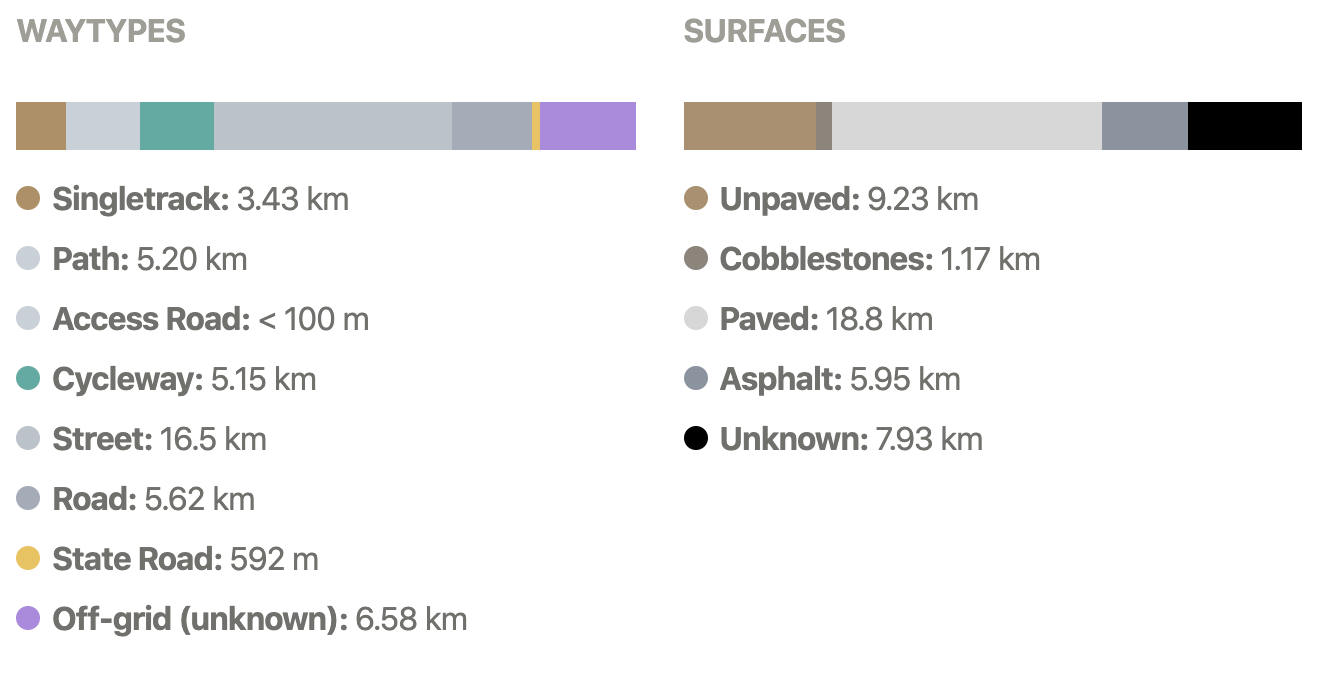 WAYTYPES
Singletrack: 3.43 km
Path: 5.20 km
Access Road: < 100 m
Cycleway: 5.15 km
Street: 16.5 km
Road: 5.62 km
State Road: 592 m
Off-grid (unknown): 6.58 km
SURFACES
Unpaved: 9.23 km
Cobblestones: 1.17 km
Paved: 18.8 km
Asphalt: 5.95 km
Unknown: 7.93 km